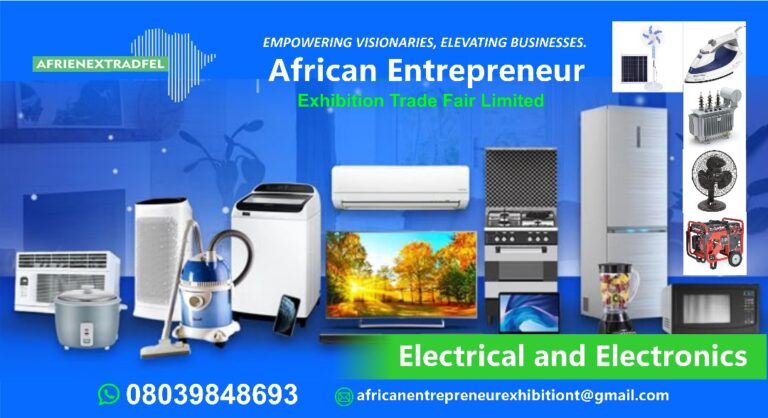 AFRIENEXTRADFEL
EMPOWERING VISIONARIES, ELEVATING BUSINESSES.
African Entrepreneur
Exhibition Trade Fair Limited
Electrical and Electronics
08039848693
africanentrepreneurexhibitiont@gmail.com